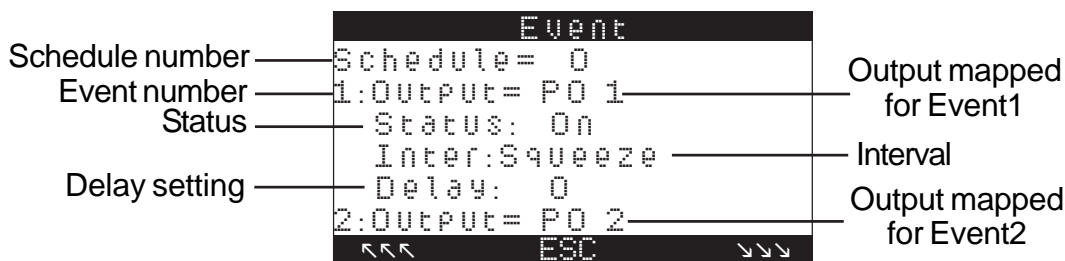 Event
Schedule number
Schedule= 0
Event number
1:Output= PO 1
Output mapped
for Event1
Status
Status: On
Inter:Squeeze
Interval
Delay setting
Delay: 0
2:Output= PO 2
Output mapped
for Event2
↖↖↖ ESC ↘↘↘